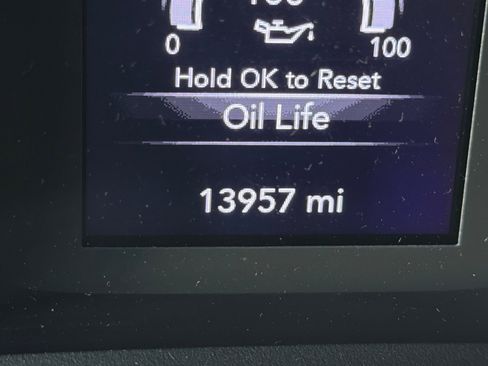 0 100
Hold OK to Reset
Oil Life
13957 mi